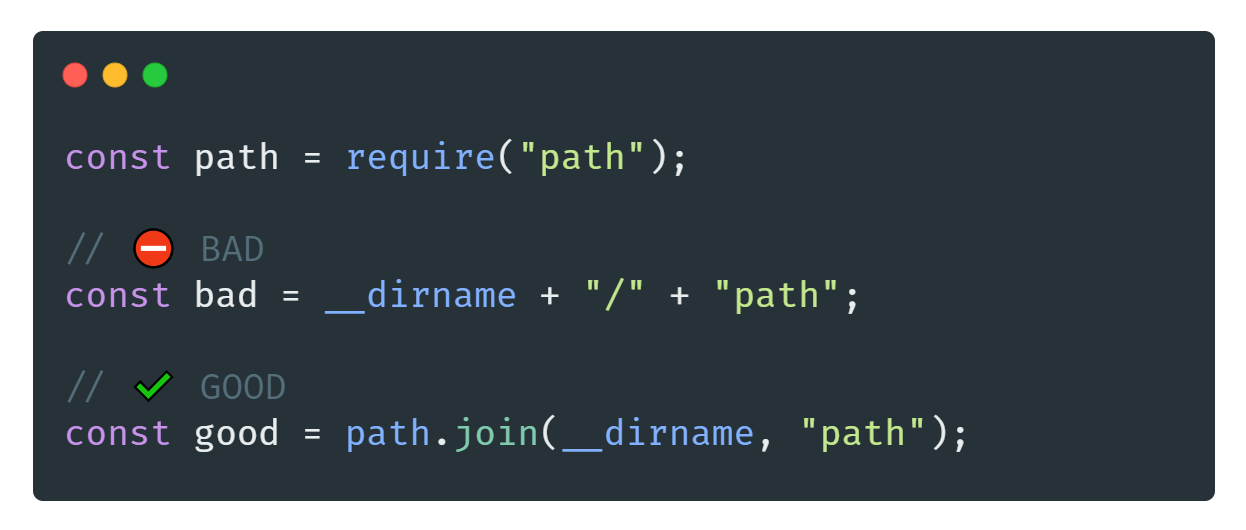 const path = require("path");
// ⛔ BAD
const bad = __dirname + "/" + "path";
// ✔️ GOOD
const good = path.join(__dirname, "path");